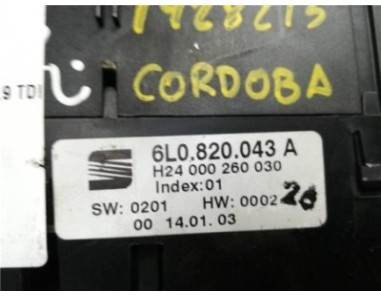 1928213
.9 TDI
CORDOBA
6L0.820.043 A
H24 000 260 030
Index:01
SW: 0201 HW: 0002 20
00 14.01.03